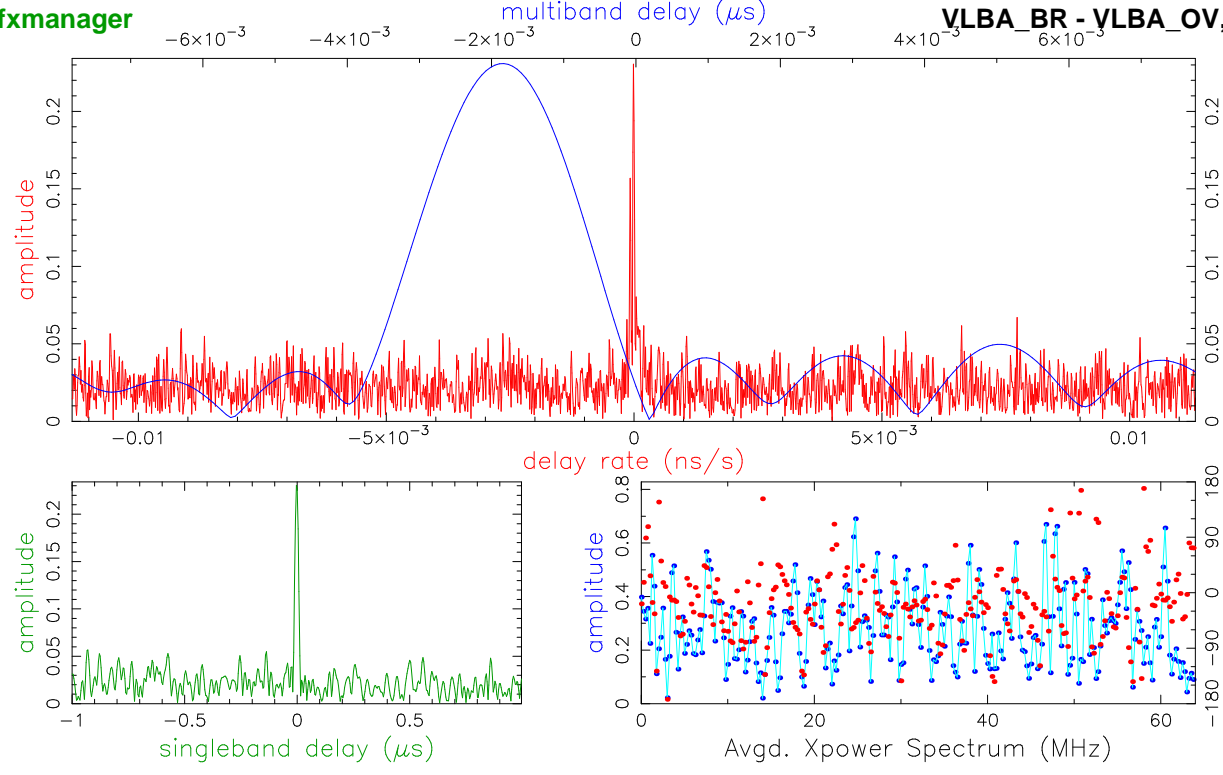 fxmanager
multiband delay (μs)
VLBA_BR - VLBA_OV,
−6×10⁻³ −4×10⁻³ −2×10⁻³ 0 2×10⁻³ 4×10⁻³ 6×10⁻³
amplitude
0 0.05 0.1 0.15 0.2
0 0.05 0.1 0.15 0.2
−0.01 −5×10⁻³ 0 5×10⁻³ 0.01
delay rate (ns/s)
amplitude
0 0.05 0.1 0.15 0.2
−1 −0.5 0 0.5
singleband delay (μs)
amplitude
0 0.2 0.4 0.6 0.8
−180 −90 0 90 180
0 20 40 60
Avgd. Xpower Spectrum (MHz)